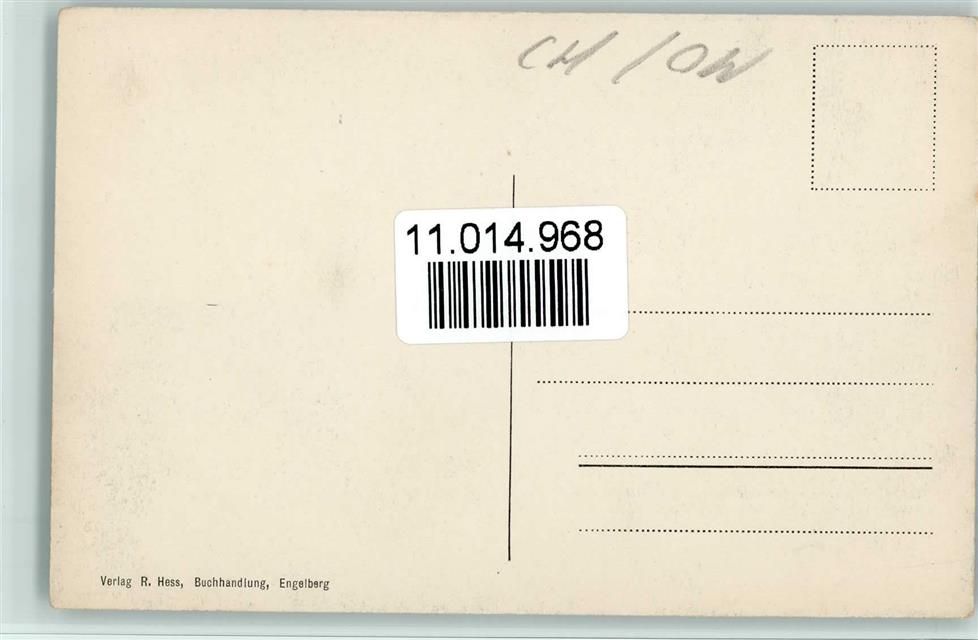 CH / OW
11.014.968
Verlag R. Hess, Buchhandlung, Engelberg